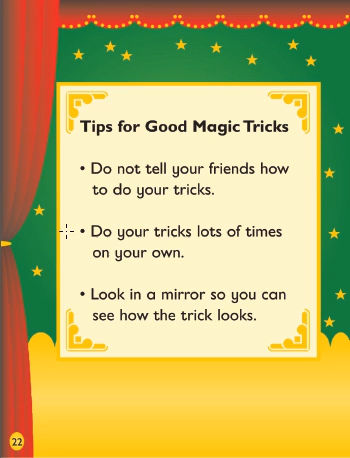 Tips for Good Magic Tricks
• Do not tell your friends how
to do your tricks.
• Do your tricks lots of times
on your own.
• Look in a mirror so you can
see how the trick looks.
22